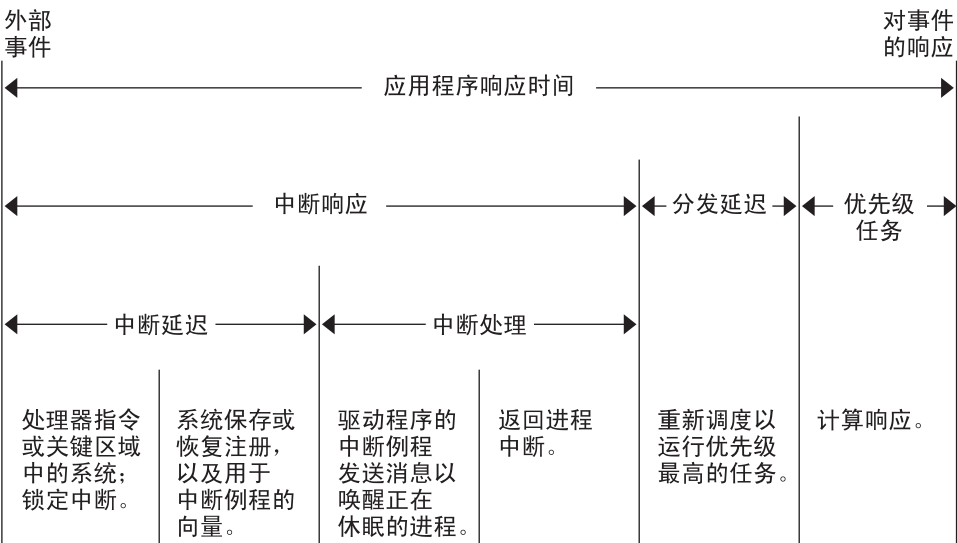 外部
事件
对事件
的响应
应用程序响应时间
中断响应
分发延迟
优先级
任务
中断延迟
中断处理
处理器指令
或关键区域
中的系统；
锁定中断。
系统保存或
恢复注册，
以及用于
中断例程的
向量。
驱动程序的
中断例程
发送消息以
唤醒正在
休眠的进程。
返回进程
中断。
重新调度以
运行优先级
最高的任务。
计算响应。